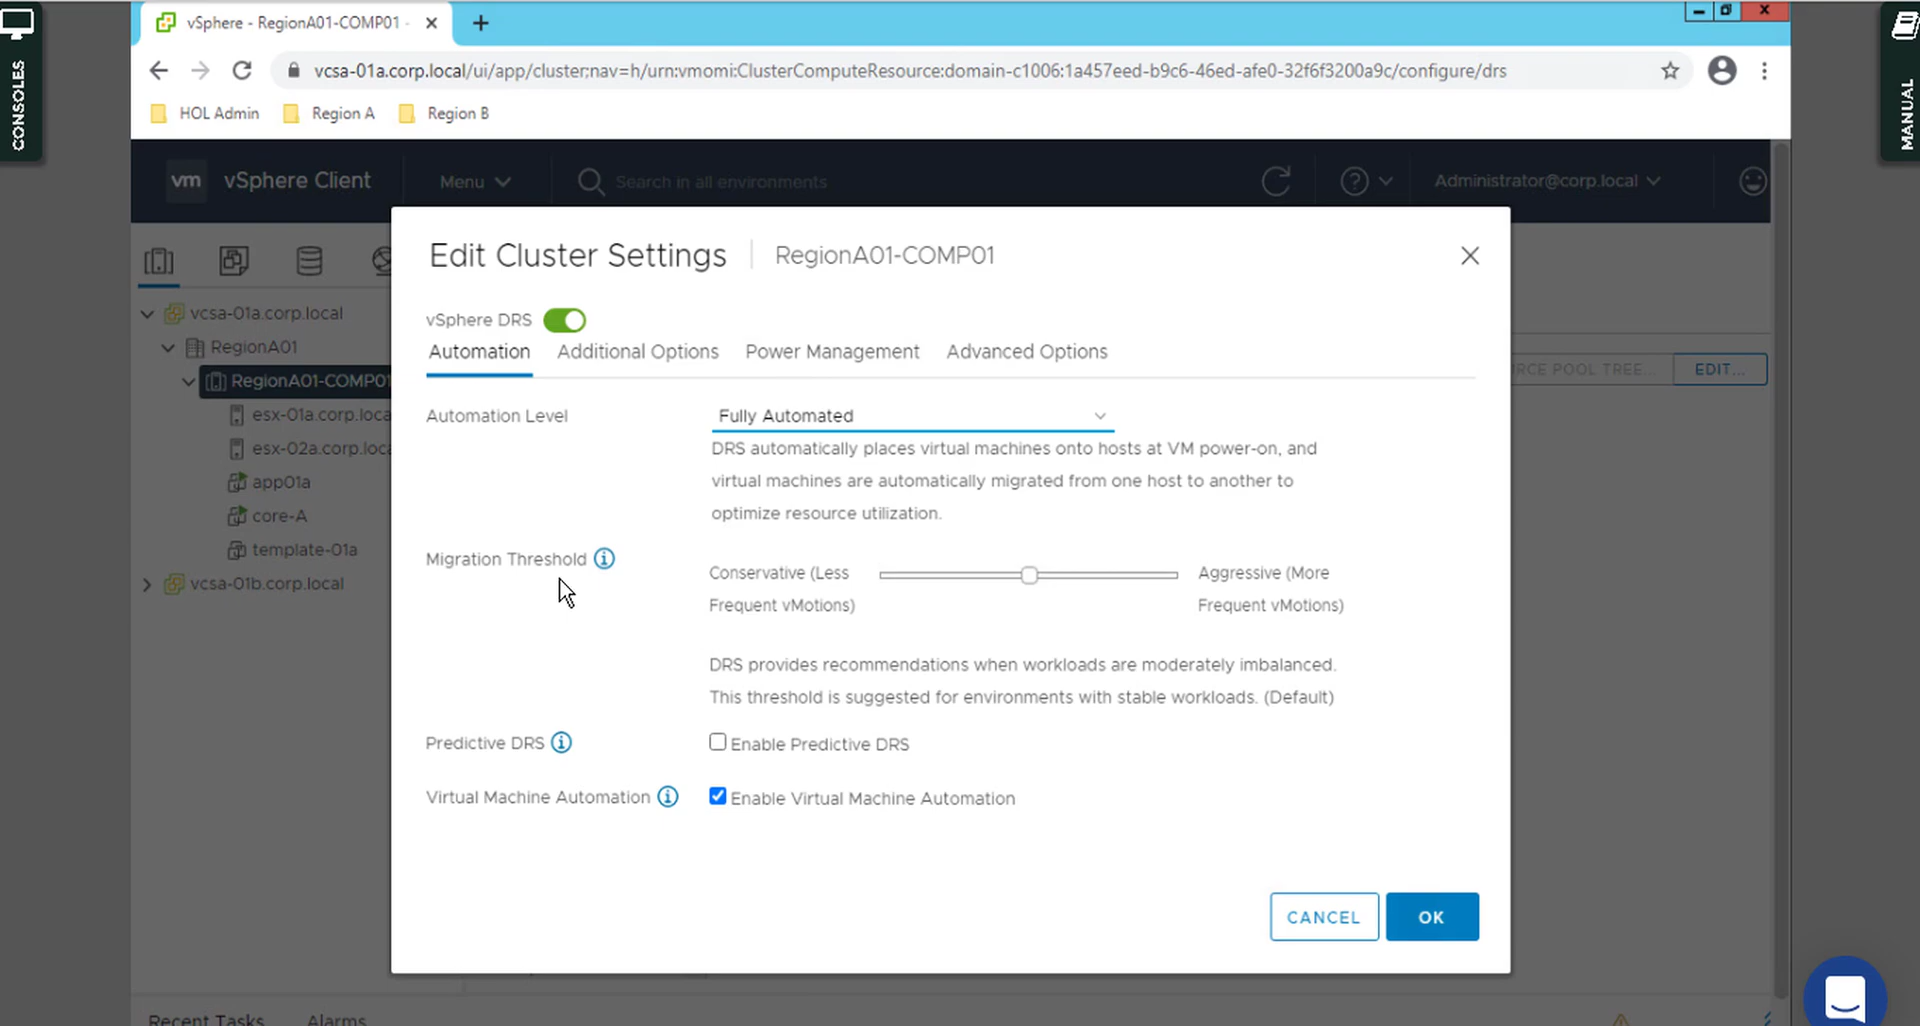 CONSOLES
MANUAL
vSphere - RegionA01-COMP01 -
vcsa-01a.corp.local/ui/app/cluster;nav=h/urn:vmomi:ClusterComputeResource:domain-c1006:1a457eed-b9c6-46ed-afe0-32f6f3200a9c/configure/drs
HOL Admin Region A Region B
vm vSphere Client Menu Search in all environments Administrator@corp.local
Edit Cluster Settings RegionA01-COMP01
vcsa-01a.corp.local
RegionA01
RegionA01-COMP01
esx-01a.corp.loca
esx-02a.corp.loca
app01a
core-A
template-01a
vcsa-01b.corp.local
vSphere DRS
Automation Additional Options Power Management Advanced Options
RCE POOL TREE... EDIT...
Automation Level Fully Automated
DRS automatically places virtual machines onto hosts at VM power-on, and
virtual machines are automatically migrated from one host to another to
optimize resource utilization.
Migration Threshold
Conservative (Less
Frequent vMotions)
Aggressive (More
Frequent vMotions)
DRS provides recommendations when workloads are moderately imbalanced.
This threshold is suggested for environments with stable workloads. (Default)
Predictive DRS Enable Predictive DRS
Virtual Machine Automation Enable Virtual Machine Automation
CANCEL OK
Recent Tasks Alarms